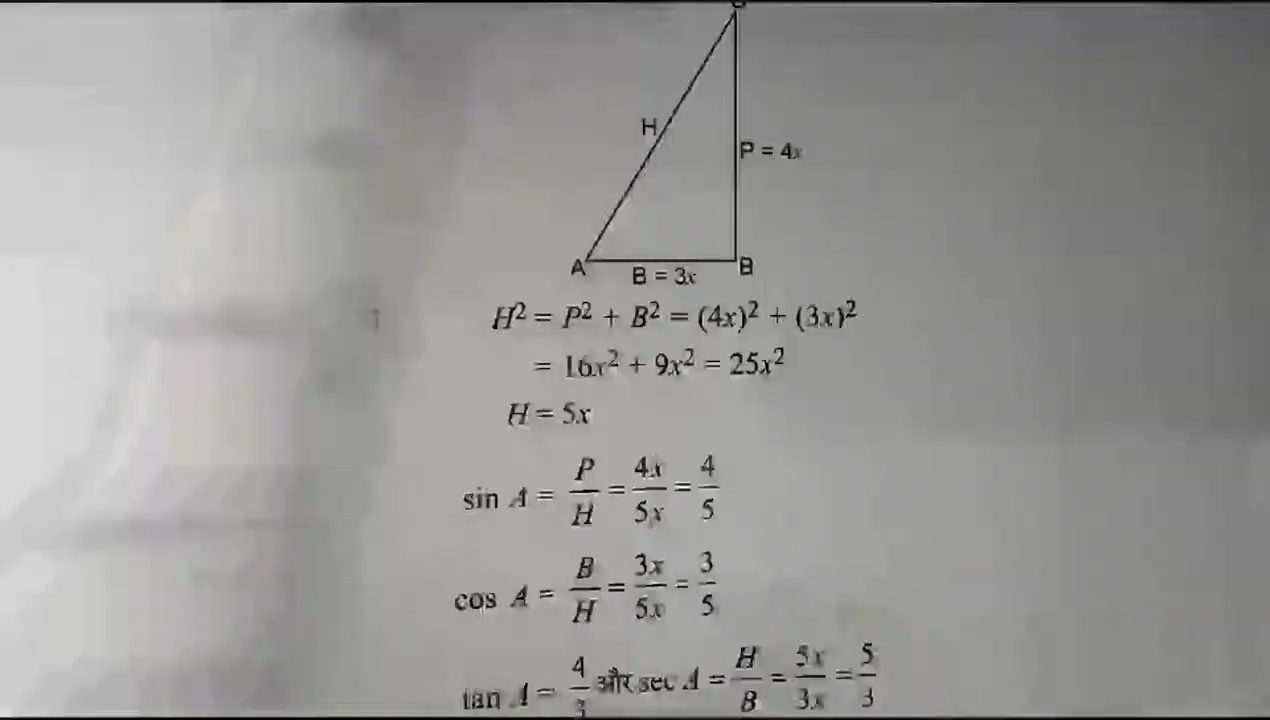 H
P = 4x
A
B = 3x
B
H² = P² + B² = (4x)² + (3x)²
= 16x² + 9x² = 25x²
H = 5x
sin A = P/H = 4x/5x = 4/5
cos A = B/H = 3x/5x = 3/5
tan A = 4/3 और sec A = H/B = 5x/3x = 5/3